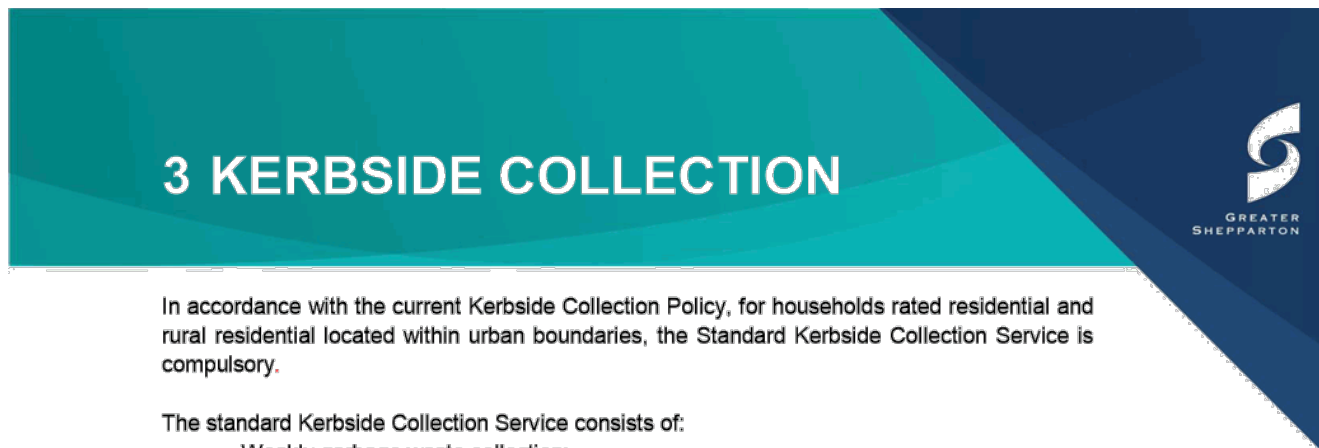 3 KERBSIDE COLLECTION
GREATER
SHEPPARTON
In accordance with the current Kerbside Collection Policy, for households rated residential and
rural residential located within urban boundaries, the Standard Kerbside Collection Service is
compulsory.
The standard Kerbside Collection Service consists of: